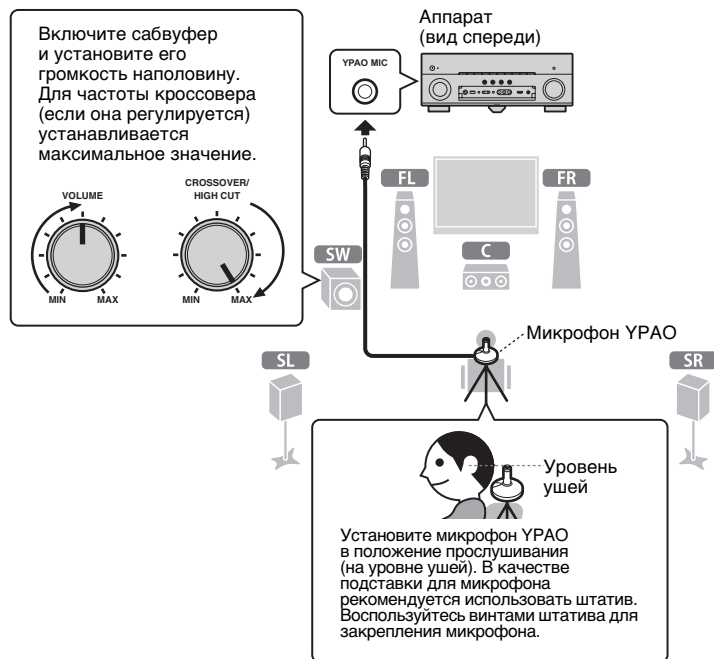 Включите сабвуфер
и установите его
громкость наполовину.
Для частоты кроссовера
(если она регулируется)
устанавливается
максимальное значение.
VOLUME
MIN MAX
CROSSOVER/
HIGH CUT
MIN MAX
Аппарат
(вид спереди)
YPAO MIC
FL
FR
SW
C
Микрофон YPAO
SL
SR
Уровень
ушей
Установите микрофон YPAO
в положение прослушивания
(на уровне ушей). В качестве
подставки для микрофона
рекомендуется использовать штатив.
Воспользуйтесь винтами штатива для
закрепления микрофона.